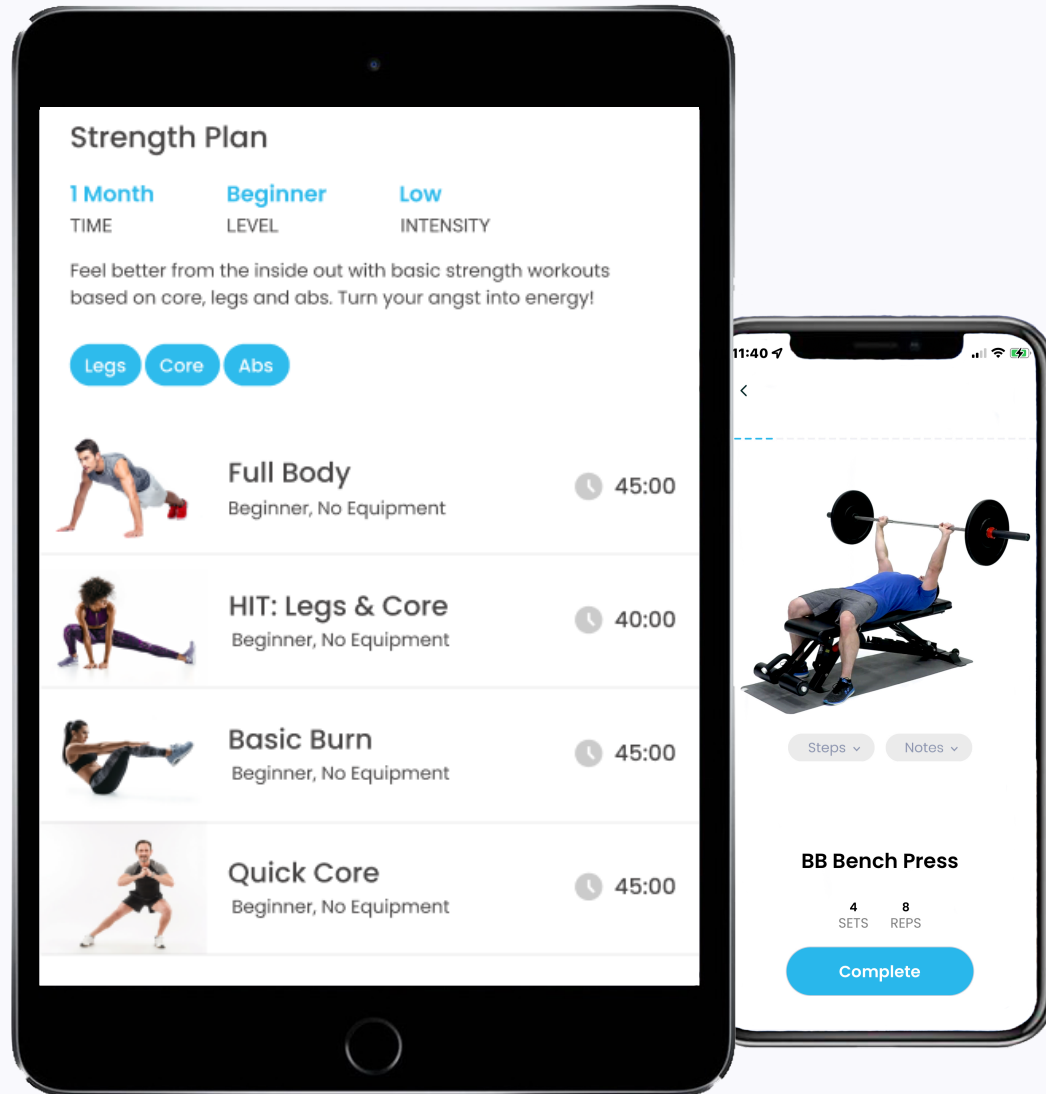 Strength Plan
1 Month Beginner Low
TIME LEVEL INTENSITY
Feel better from the inside out with basic strength workouts
based on core, legs and abs. Turn your angst into energy!
Legs Core Abs
Full Body
Beginner, No Equipment
45:00
HIT: Legs & Core
Beginner, No Equipment
40:00
Basic Burn
Beginner, No Equipment
45:00
Quick Core
Beginner, No Equipment
45:00
11:40
Steps Notes
BB Bench Press
4 8
SETS REPS
Complete